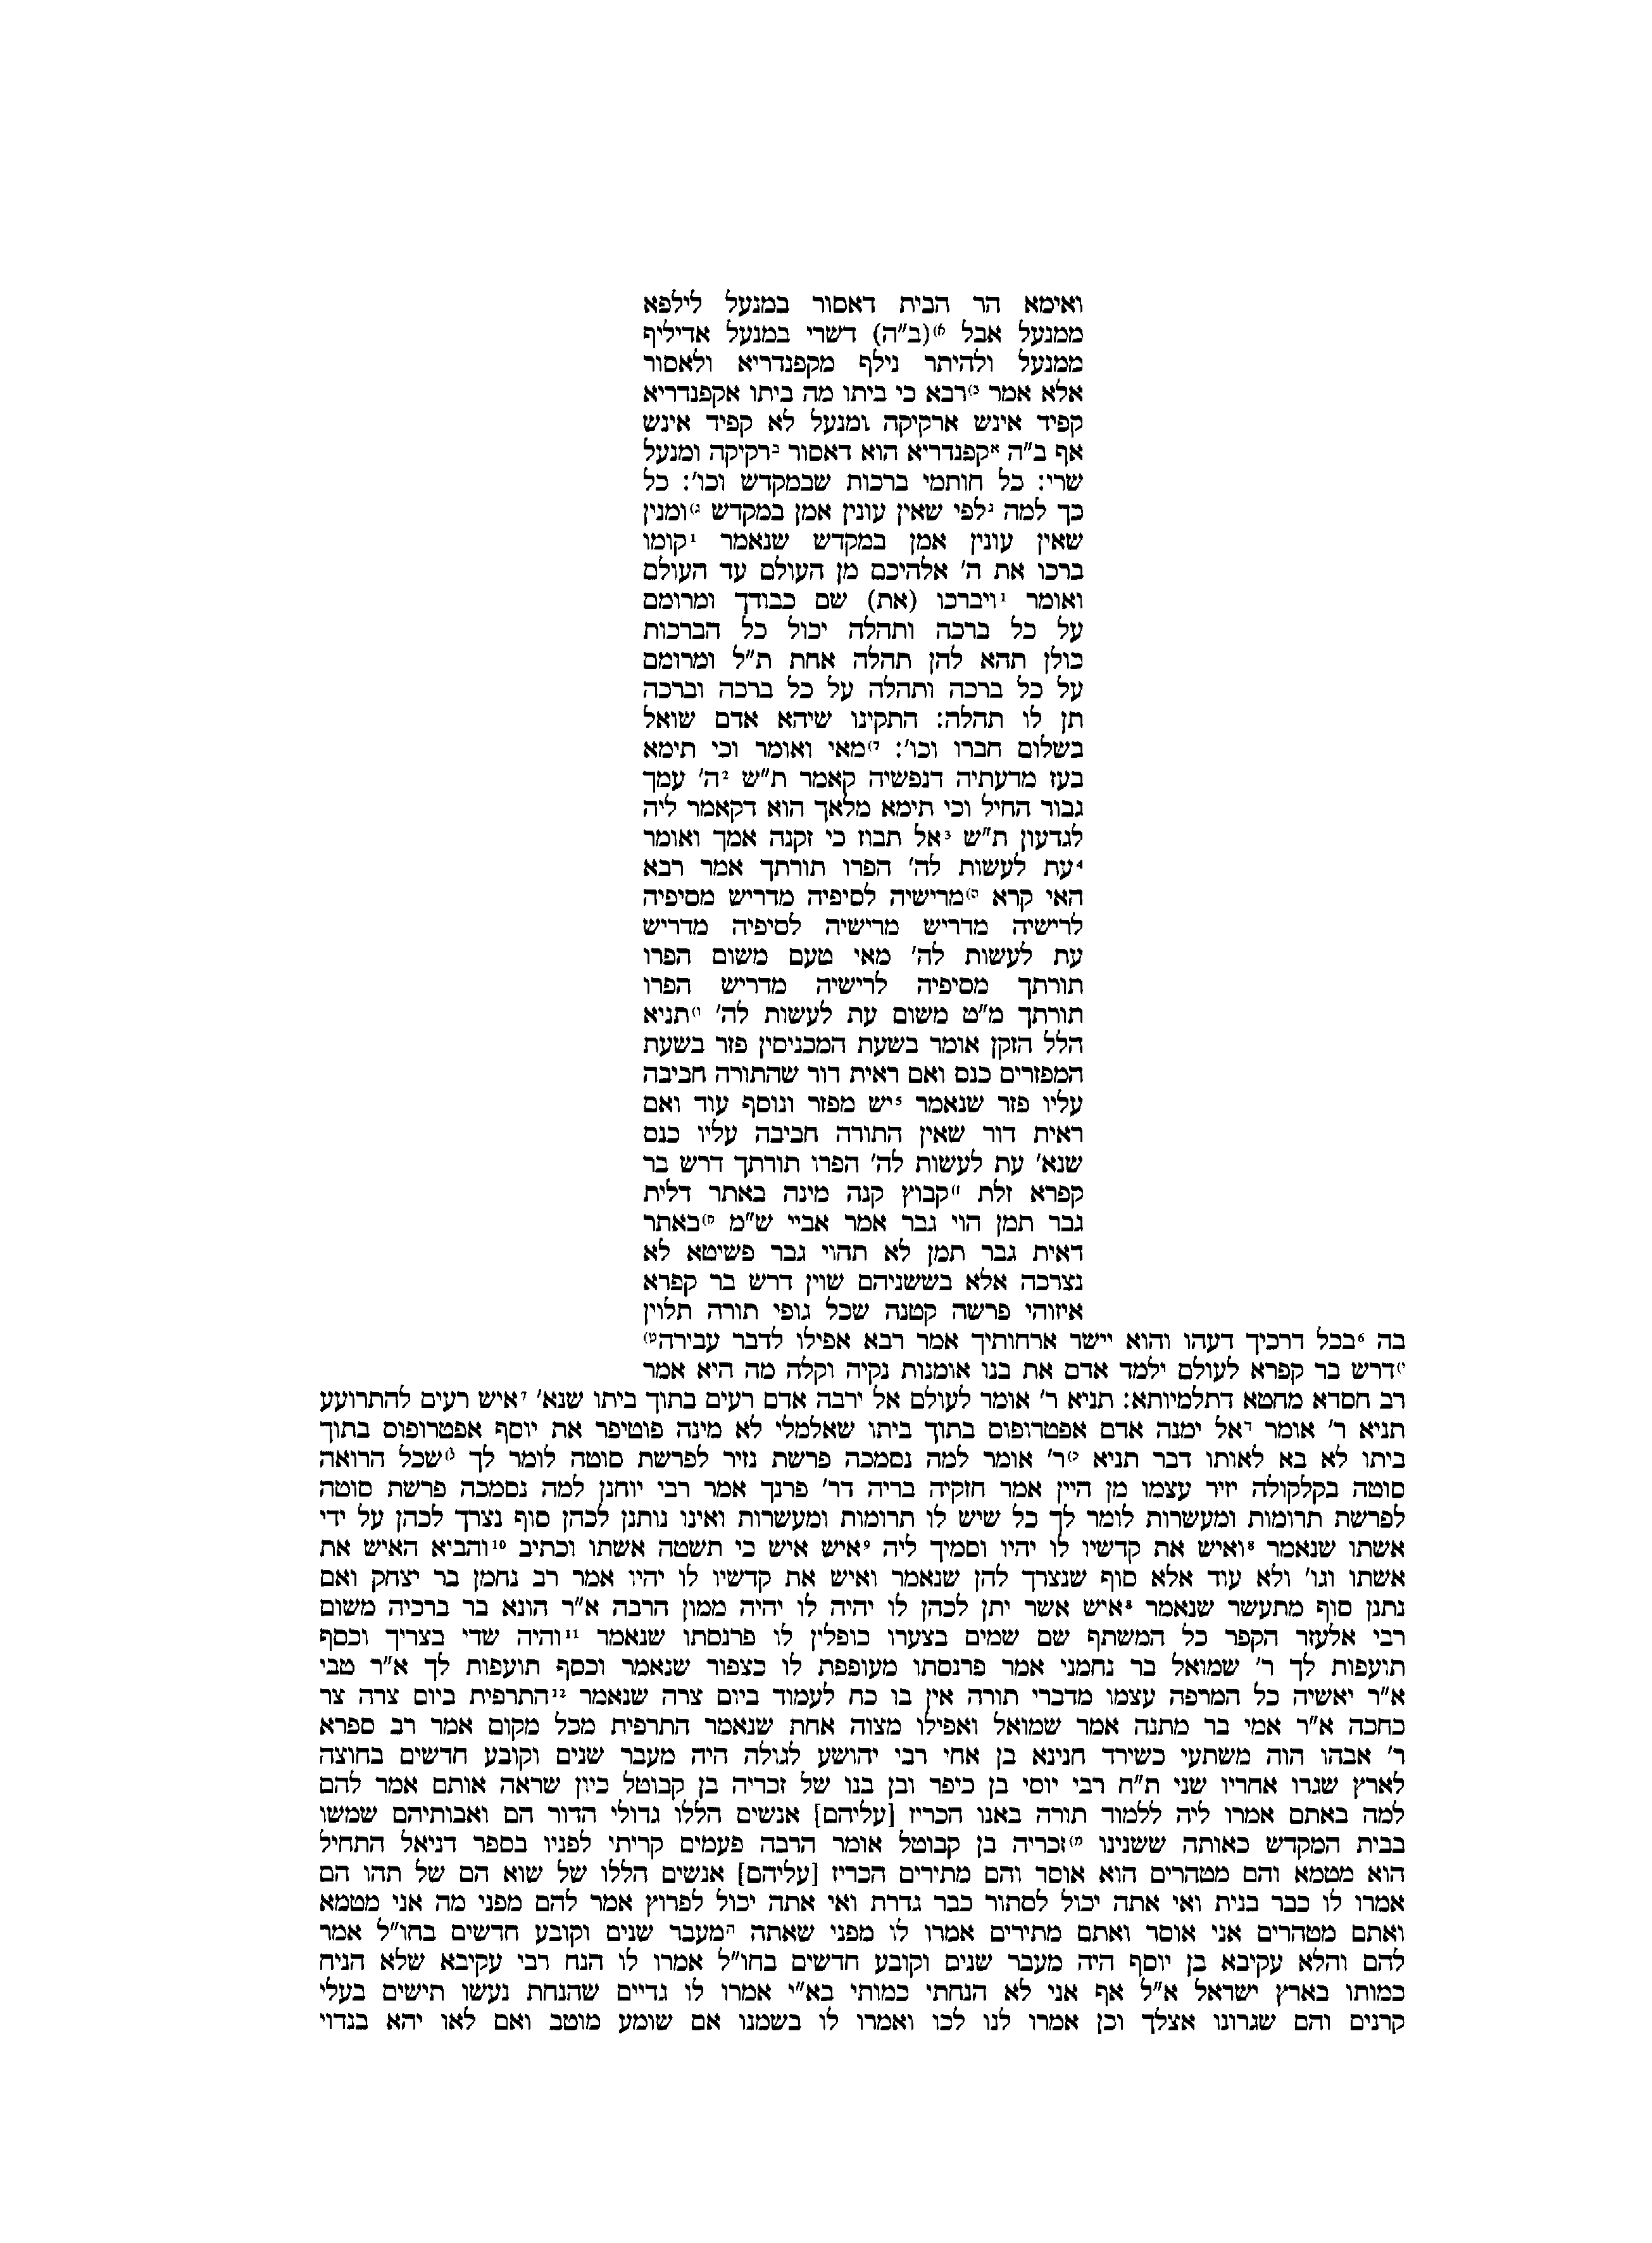 ואימא הר הבית דאסור במנעל לילפא
ממנעל אבל ⁶⁾(ב"ה) דשרי במנעל אדיליף
ממנעל ולהיתר נילף מקפנדריא ולאסור
אלא אמר ᵇ⁾רבא כי ביתו מה ביתו אקפנדריא
קפיד אינש ארקיקה ומנעל לא קפיד אינש
אף ב"ה א קפנדריא הוא דאסור ב רקיקה ומנעל
שרי: כל חותמי ברכות שבמקדש וכו': כל
כך למה ג לפי שאין עונין אמן במקדש ג) ומנין
שאין עונין אמן במקדש שנאמר 1 קומו
ברכו את ה' אלהיכם מן העולם עד העולם
ואומר 1 ויברכו (את) שם כבודך ומרומם
על כל ברכה ותהלה יכול כל הברכות
כולן תהא להן תהלה אחת ת"ל ומרומם
על כל ברכה ותהלה על כל ברכה וברכה
תן לו תהלה: התקינו שיהא אדם שואל
בשלום חברו וכו': ד) מאי ואומר וכי תימא
בעז מדעתיה דנפשיה קאמר ת"ש 2 ה' עמך
גבור החיל וכי תימא מלאך הוא דקאמר ליה
לגדעון ת"ש 3 אל תבוז כי זקנה אמך ואומר
4 עת לעשות לה' הפרו תורתך אמר רבא
האי קרא ה) מרישיה לסיפיה מדריש מסיפיה
לרישיה מדריש מרישיה לסיפיה מדריש
עת לעשות לה' מאי טעם משום הפרו
תורתך מסיפיה לרישיה מדריש הפרו
תורתך מ"ט משום עת לעשות לה' ו) תניא
הלל הזקן אומר בשעת המכניסין פזר בשעת
המפזרים כנס ואם ראית דור שהתורה חביבה
עליו פזר שנאמר 5 יש מפזר ונוסף עוד ואם
ראית דור שאין התורה חביבה עליו כנס
שנא' עת לעשות לה' הפרו תורתך דרש בר
קפרא זלת ז) קבוץ קנה מינה באתר דלית
גבר תמן הוי גבר אמר אביי ש"מ ח) באתר
דאית גבר תמן לא תהוי גבר פשיטא לא
נצרכה אלא בששניהם שוין דרש בר קפרא
איזוהי פרשה קטנה שכל גופי תורה תלוין
בה 6 בכל דרכיך דעהו והוא יישר ארחותיך אמר רבא אפילו לדבר עבירה ט)
י) דרש בר קפרא לעולם ילמד אדם את בנו אומנות נקיה וקלה מה היא אמר
רב חסדא מחטא דתלמיותא: תניא ר' אומר לעולם אל ירבה אדם רעים בתוך ביתו שנא' 7 איש רעים להתרועע
תניא ר' אומר ד אל ימנה אדם אפטרופוס בתוך ביתו שאלמלי לא מינה פוטיפר את יוסף אפטרופוס בתוך
ביתו לא בא לאותו דבר תניא כ) ר' אומר למה נסמכה פרשת נזיר לפרשת סוטה לומר לך ל) שכל הרואה
סוטה בקלקולה יזיר עצמו מן היין אמר חזקיה בריה דר' פרנך אמר רבי יוחנן למה נסמכה פרשת סוטה
לפרשת תרומות ומעשרות לומר לך כל שיש לו תרומות ומעשרות ואינו נותנן לכהן סוף נצרך לכהן על ידי
אשתו שנאמר 8 ואיש את קדשיו לו יהיו וסמיך ליה 9 איש איש כי תשטה אשתו וכתיב 10 והביא האיש את
אשתו וגו' ולא עוד אלא סוף שנצרך להן שנאמר ואיש את קדשיו לו יהיו אמר רב נחמן בר יצחק ואם
נתנן סוף מתעשר שנאמר 8 איש אשר יתן לכהן לו יהיה לו יהיה ממון הרבה א"ר הונא בר ברכיה משום
רבי אלעזר הקפר כל המשתף שם שמים בצערו כופלין לו פרנסתו שנאמר 11 והיה שדי בצריך וכסף
תועפות לך ר' שמואל בר נחמני אמר פרנסתו מעופפת לו כצפור שנאמר וכסף תועפות לך א"ר טבי
א"ר יאשיה כל המרפה עצמו מדברי תורה אין בו כח לעמוד ביום צרה שנאמר 12 התרפית ביום צרה צר
כחכה א"ר אמי בר מתנה אמר שמואל ואפילו מצוה אחת שנאמר התרפית מכל מקום אמר רב ספרא
ר' אבהו הוה משתעי כשירד חנינא בן אחי רבי יהושע לגולה היה מעבר שנים וקובע חדשים בחוצה
לארץ שגרו אחריו שני ת"ח רבי יוסי בן כיפר ובן בנו של זכריה בן קבוטל כיון שראה אותם אמר להם
למה באתם אמרו ליה ללמוד תורה באנו הכריז [עליהם] אנשים הללו גדולי הדור הם ואבותיהם שמשו
בבית המקדש כאותה ששנינו מ) זכריה בן קבוטל אומר הרבה פעמים קריתי לפניו בספר דניאל התחיל
הוא מטמא והם מטהרים הוא אוסר והם מתירים הכריז [עליהם] אנשים הללו של שוא הם של תהו הם
אמרו לו כבר בנית ואי אתה יכול לסתור כבר גדרת ואי אתה יכול לפרוץ אמר להם מפני מה אני מטמא
ואתם מטהרים אני אוסר ואתם מתירים אמרו לו מפני שאתה ה מעבר שנים וקובע חדשים בחו"ל אמר
להם והלא עקיבא בן יוסף היה מעבר שנים וקובע חדשים בחו"ל אמרו לו הנח רבי עקיבא שלא הניח
כמותו בארץ ישראל א"ל אף אני לא הנחתי כמותי בא"י אמרו לו גדיים שהנחת נעשו תישים בעלי
קרנים והם שגרונו אצלך וכן אמרו לנו לכו ואמרו לו בשמנו אם שומע מוטב ואם לאו יהא בנדוי